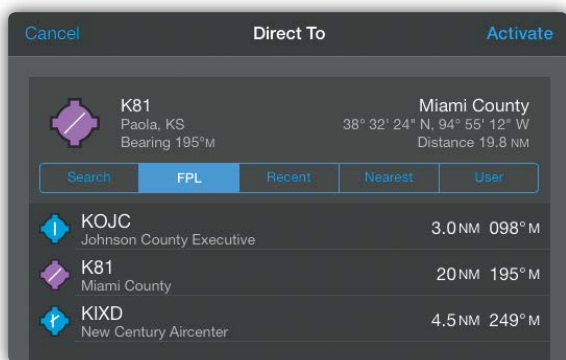 Cancel Direct To Activate
K81 Miami County
Paola, KS 38° 32' 24" N, 94° 55' 12" W
Bearing 195°M Distance 19.8 NM
Search FPL Recent Nearest User
KOJC
Johnson County Executive 3.0NM 098°M
K81
Miami County 20NM 195°M
KIXD
New Century Aircenter 4.5NM 249°M